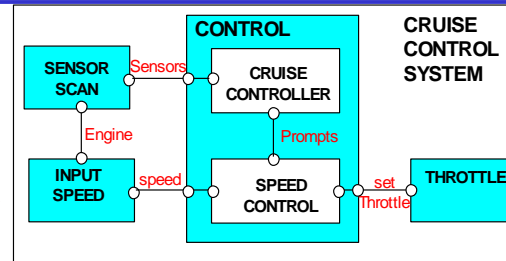 CONTROL
CRUISE
CONTROL
SYSTEM
SENSOR
SCAN
Sensors
CRUISE
CONTROLLER
Engine
Prompts
INPUT
SPEED
speed
SPEED
CONTROL
set
Throttle
THROTTLE